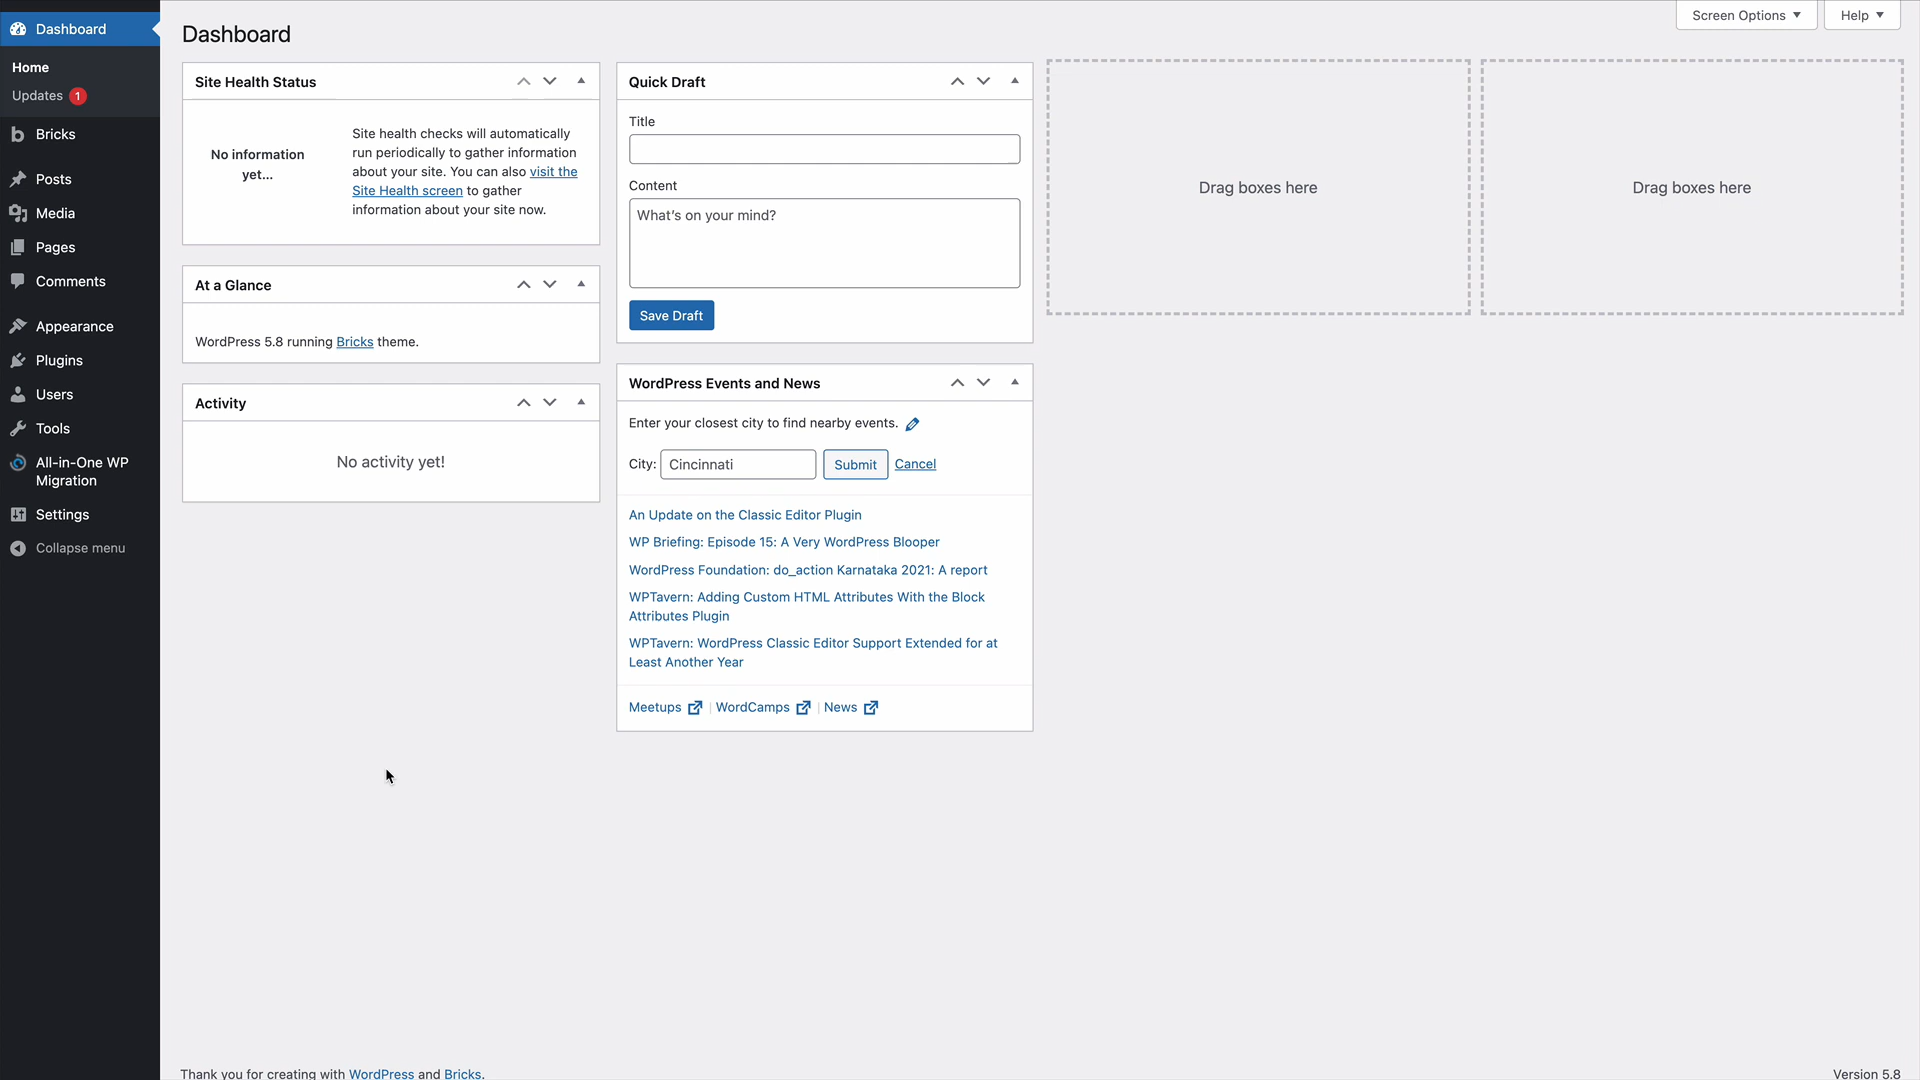 Dashboard
Home
Updates 1
Bricks
Posts
Media
Pages
Comments
Appearance
Plugins
Users
Tools
All-in-One WP
Migration
Settings
Collapse menu
Dashboard
Screen Options
Help
Site Health Status
No information
yet...
Site health checks will automatically
run periodically to gather information
about your site. You can also visit the
Site Health screen to gather
information about your site now.
At a Glance
WordPress 5.8 running Bricks theme.
Activity
No activity yet!
Quick Draft
Title
Content
What's on your mind?
Save Draft
WordPress Events and News
Enter your closest city to find nearby events.
City: Cincinnati Submit Cancel
An Update on the Classic Editor Plugin
WP Briefing: Episode 15: A Very WordPress Blooper
WordPress Foundation: do_action Karnataka 2021: A report
WPTavern: Adding Custom HTML Attributes With the Block
Attributes Plugin
WPTavern: WordPress Classic Editor Support Extended for at
Least Another Year
Meetups | WordCamps | News
Drag boxes here
Drag boxes here
Thank you for creating with WordPress and Bricks.
Version 5.8